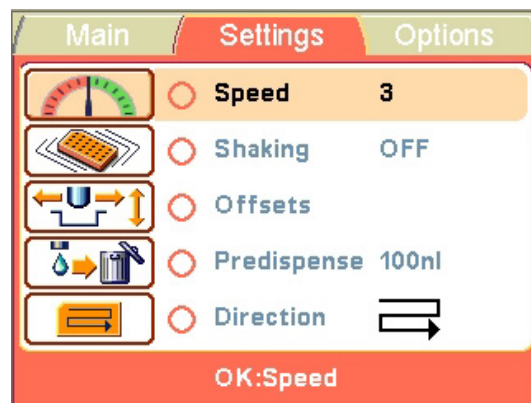 Main Settings Options
Speed 3
Shaking OFF
Offsets
Predispense 100nl
Direction
OK:Speed